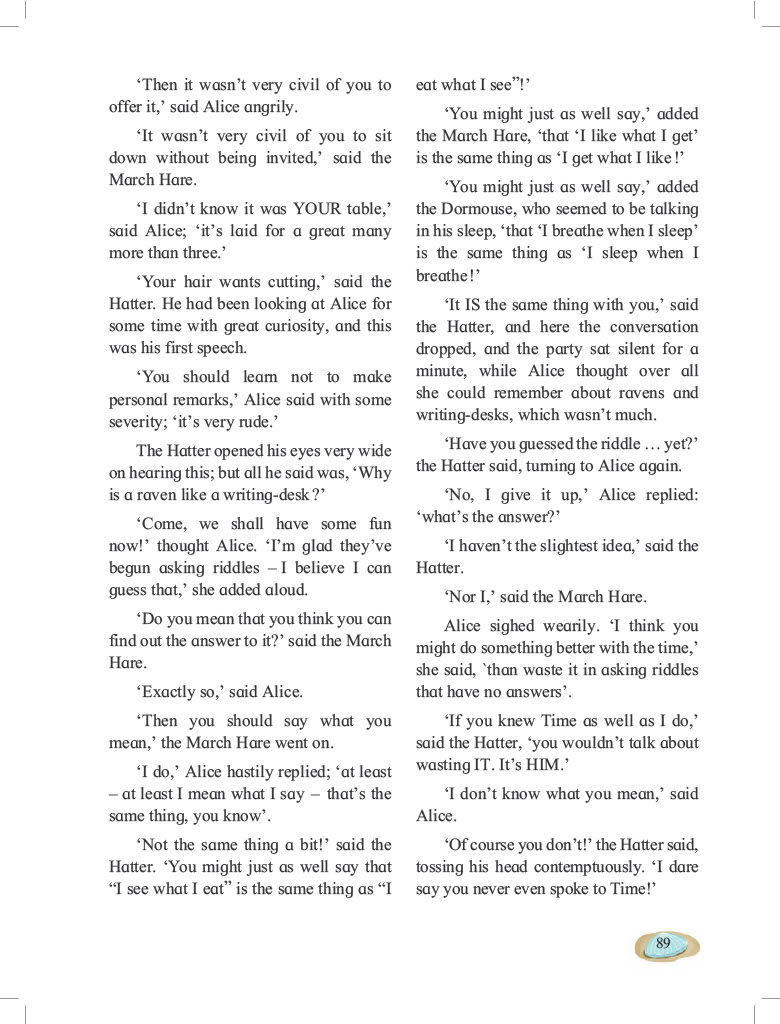 ‘Then it wasn’t very civil of you to
offer it,’ said Alice angrily.
‘It wasn’t very civil of you to sit
down without being invited,’ said the
March Hare.
‘I didn’t know it was YOUR table,’
said Alice; ‘it’s laid for a great many
more than three.’
‘Your hair wants cutting,’ said the
Hatter. He had been looking at Alice for
some time with great curiosity, and this
was his first speech.
‘You should learn not to make
personal remarks,’ Alice said with some
severity; ‘it’s very rude.’
The Hatter opened his eyes very wide
on hearing this; but all he said was, ‘Why
is a raven like a writing-desk?’
‘Come, we shall have some fun
now!’ thought Alice. ‘I’m glad they’ve
begun asking riddles – I believe I can
guess that,’ she added aloud.
‘Do you mean that you think you can
find out the answer to it?’ said the March
Hare.
‘Exactly so,’ said Alice.
‘Then you should say what you
mean,’ the March Hare went on.
‘I do,’ Alice hastily replied; ‘at least
– at least I mean what I say – that’s the
same thing, you know’.
‘Not the same thing a bit!’ said the
Hatter. ‘You might just as well say that
“I see what I eat” is the same thing as “I
eat what I see”!’
‘You might just as well say,’ added
the March Hare, ‘that ‘I like what I get’
is the same thing as ‘I get what I like!’
‘You might just as well say,’ added
the Dormouse, who seemed to be talking
in his sleep, ‘that ‘I breathe when I sleep’
is the same thing as ‘I sleep when I
breathe!’
‘It IS the same thing with you,’ said
the Hatter, and here the conversation
dropped, and the party sat silent for a
minute, while Alice thought over all
she could remember about ravens and
writing-desks, which wasn’t much.
‘Have you guessed the riddle … yet?’
the Hatter said, turning to Alice again.
‘No, I give it up,’ Alice replied:
‘what’s the answer?’
‘I haven’t the slightest idea,’ said the
Hatter.
‘Nor I,’ said the March Hare.
Alice sighed wearily. ‘I think you
might do something better with the time,’
she said, `than waste it in asking riddles
that have no answers’.
‘If you knew Time as well as I do,’
said the Hatter, ‘you wouldn’t talk about
wasting IT. It’s HIM.’
‘I don’t know what you mean,’ said
Alice.
‘Of course you don’t!’ the Hatter said,
tossing his head contemptuously. ‘I dare
say you never even spoke to Time!’
89